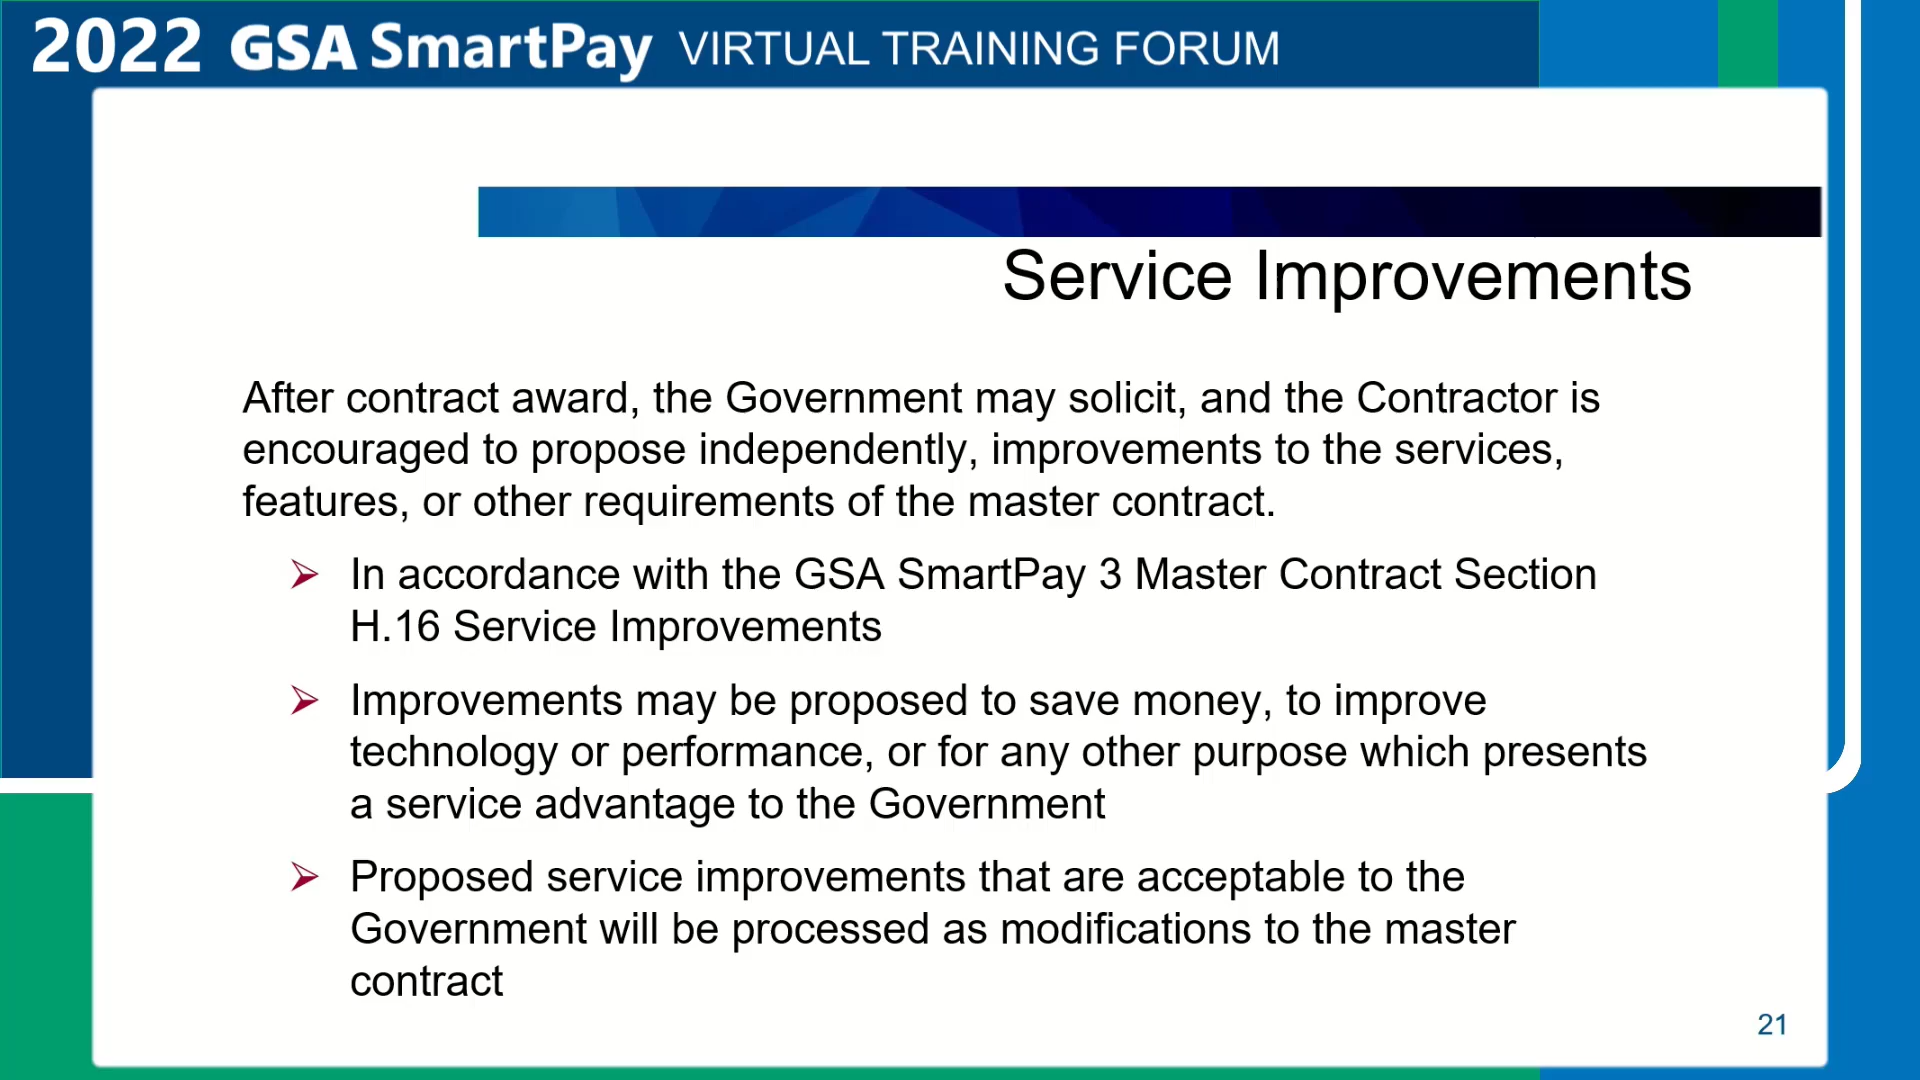 2022 GSA SmartPay VIRTUAL TRAINING FORUM
Service Improvements
After contract award, the Government may solicit, and the Contractor is
encouraged to propose independently, improvements to the services,
features, or other requirements of the master contract.
➢ In accordance with the GSA SmartPay 3 Master Contract Section
H.16 Service Improvements
➢ Improvements may be proposed to save money, to improve
technology or performance, or for any other purpose which presents
a service advantage to the Government
➢ Proposed service improvements that are acceptable to the
Government will be processed as modifications to the master
contract
21